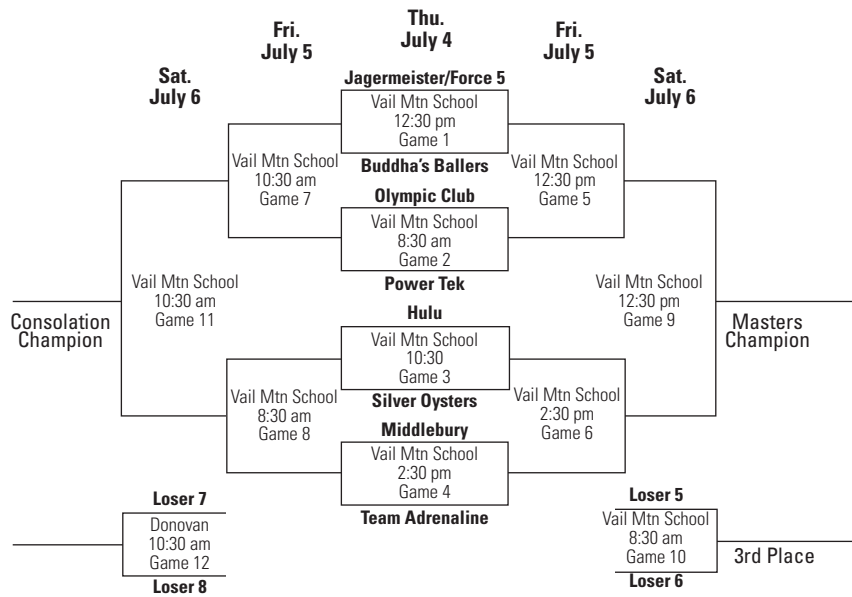 Thu.
July 4
Fri.
July 5
Fri.
July 5
Sat.
July 6
Sat.
July 6
Jagermeister/Force 5
Vail Mtn School
12:30 pm
Game 1
Buddha's Ballers
Vail Mtn School
10:30 am
Game 7
Vail Mtn School
12:30 pm
Game 5
Olympic Club
Vail Mtn School
8:30 am
Game 2
Power Tek
Vail Mtn School
10:30 am
Game 11
Vail Mtn School
12:30 pm
Game 9
Consolation
Champion
Masters
Champion
Hulu
Vail Mtn School
10:30
Game 3
Silver Oysters
Vail Mtn School
8:30 am
Game 8
Vail Mtn School
2:30 pm
Game 6
Middlebury
Vail Mtn School
2:30 pm
Game 4
Team Adrenaline
Loser 7
Donovan
10:30 am
Game 12
Loser 8
Loser 5
Vail Mtn School
8:30 am
Game 10
Loser 6
3rd Place